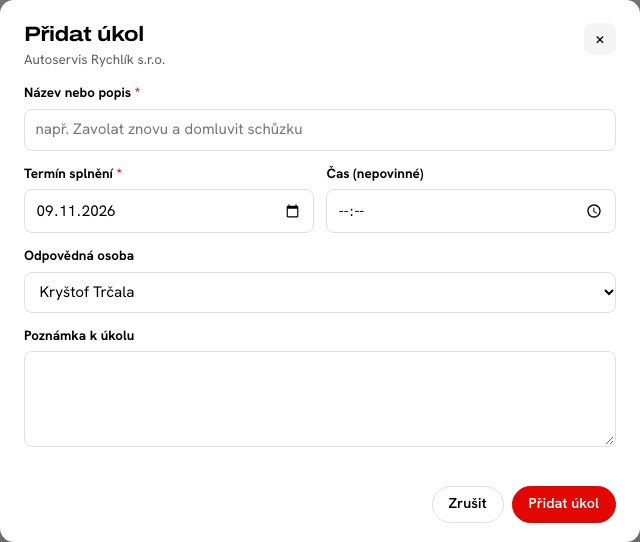 Přidat úkol
×
Autoservis Rychlík s.r.o.
Název nebo popis *
např. Zavolat znovu a domluvit schůzku
Termín splnění *
Čas (nepovinné)
09.11.2026
--:--
Odpovědná osoba
Kryštof Trčala
Poznámka k úkolu
Zrušit
Přidat úkol